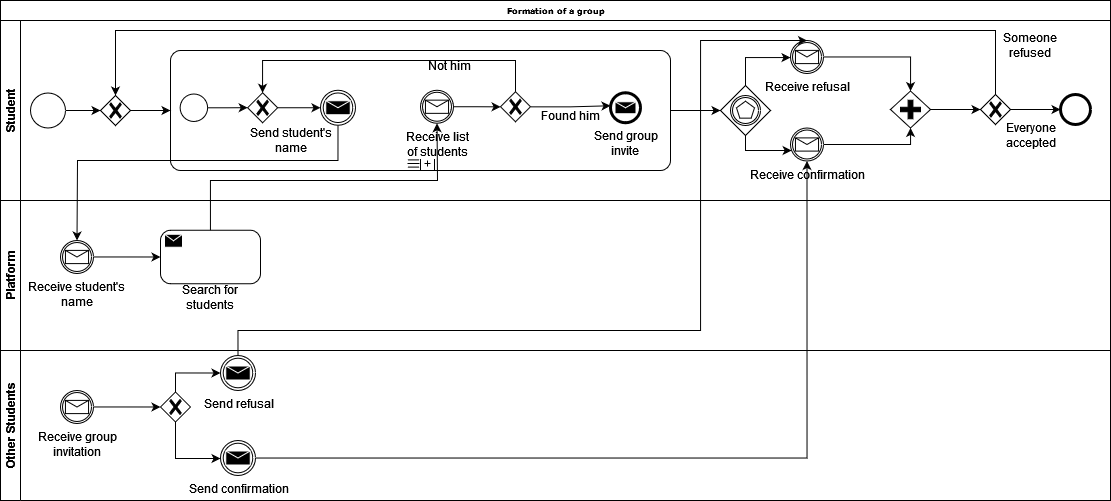 Formation of a group
Student
Someone
refused
Not him
Receive refusal
Send student's
name
Receive list
of students
Found him
Send group
invite
Everyone
accepted
Receive confirmation
Platform
Receive student's
name
Search for
students
Other Students
Send refusal
Receive group
invitation
Send confirmation